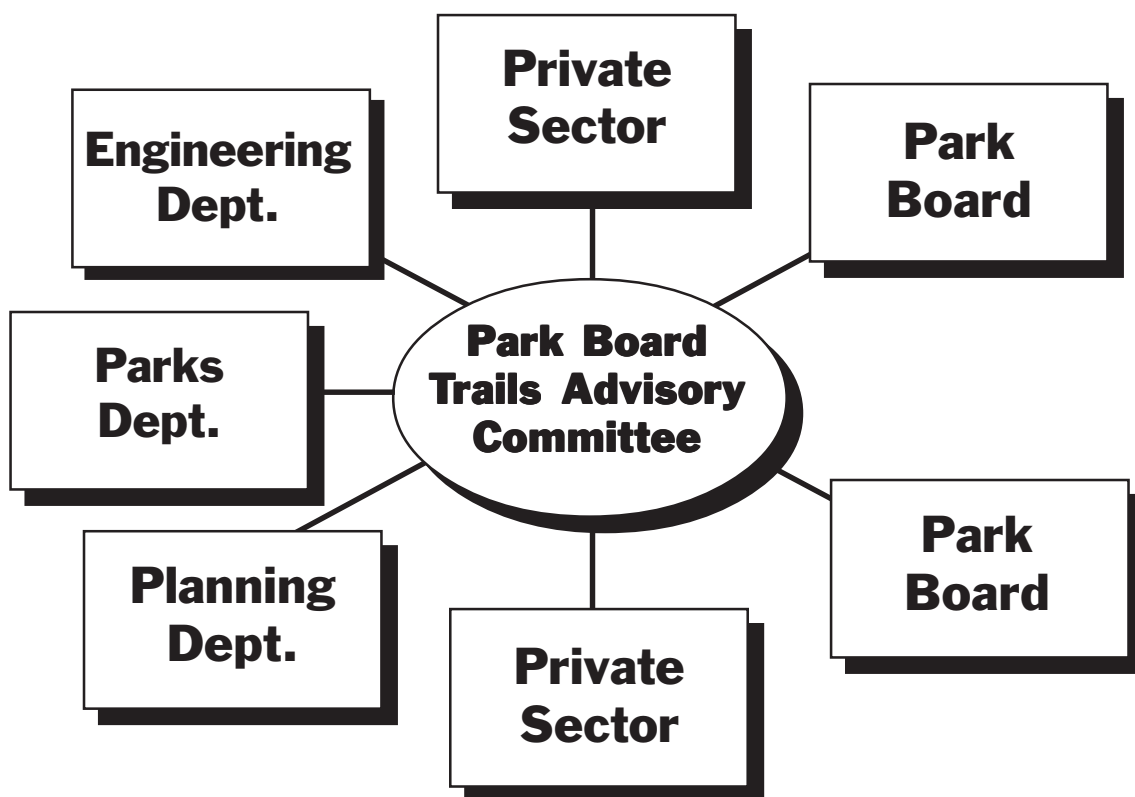 Private
Sector
Engineering
Dept.
Park
Board
Park Board
Trails Advisory
Committee
Parks
Dept.
Park
Board
Planning
Dept.
Private
Sector